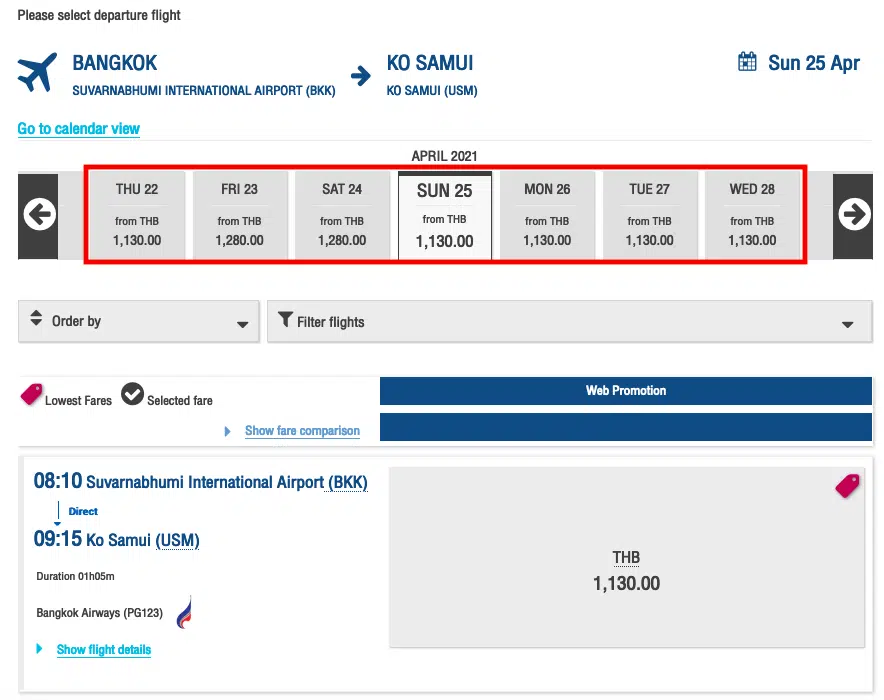 Please select departure flight
BANGKOK
SUVARNABHUMI INTERNATIONAL AIRPORT (BKK)
KO SAMUI
KO SAMUI (USM)
Sun 25 Apr
Go to calendar view
APRIL 2021
THU 22
from THB
1,130.00
FRI 23
from THB
1,280.00
SAT 24
from THB
1,280.00
SUN 25
from THB
1,130.00
MON 26
from THB
1,130.00
TUE 27
from THB
1,130.00
WED 28
from THB
1,130.00
Order by
Filter flights
Lowest Fares
Selected fare
Show fare comparison
Web Promotion
08:10 Suvarnabhumi International Airport (BKK)
Direct
09:15 Ko Samui (USM)
Duration 01h05m
Bangkok Airways (PG123)
Show flight details
THB
1,130.00